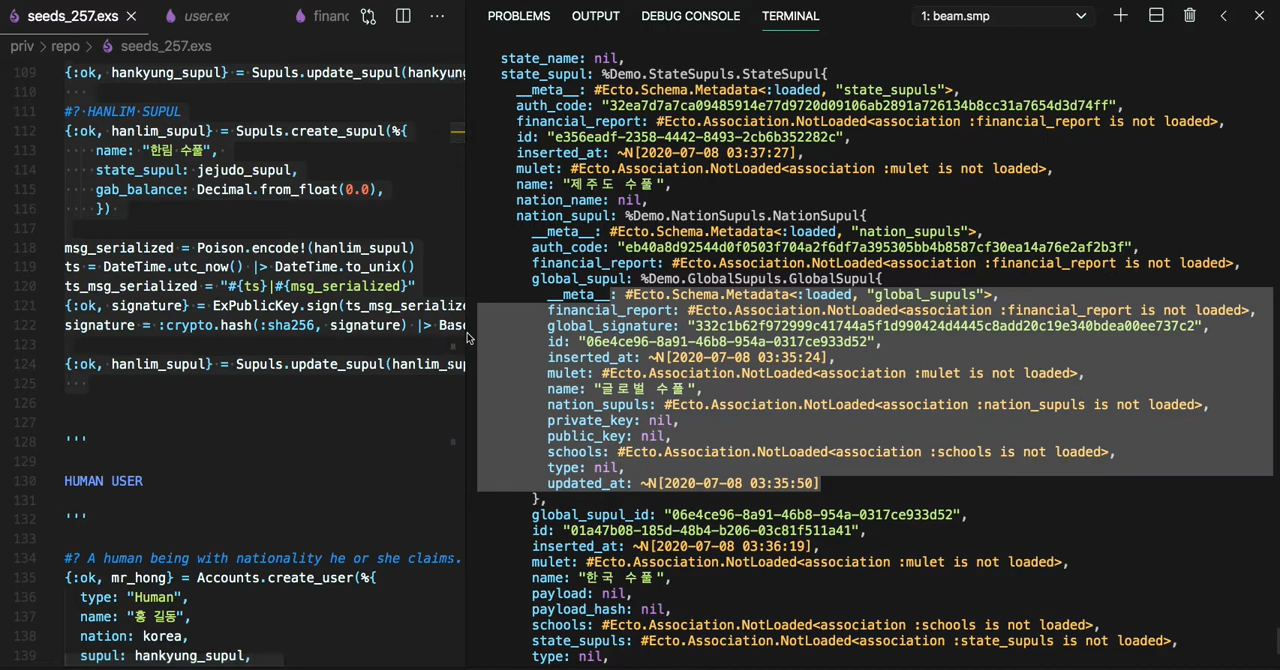 seeds_257.exs
user.ex
financ
priv > repo > seeds_257.exs
109 {:ok, hankyung_supul} = Supuls.update_supul(hankyung
110
111 #? HANLIM SUPUL
112 {:ok, hanlim_supul} = Supuls.create_supul(%{
113 name: "한림 수풀",
114 state_supul: jejudo_supul,
115 gab_balance: Decimal.from_float(0.0),
116 })
117
118 msg_serialized = Poison.encode!(hanlim_supul)
119 ts = DateTime.utc_now() |> DateTime.to_unix()
120 ts_msg_serialized = "#{ts}|#{msg_serialized}"
121 {:ok, signature} = ExPublicKey.sign(ts_msg_serialize
122 signature = :crypto.hash(:sha256, signature) |> Base
123
124 {:ok, hanlim_supul} = Supuls.update_supul(hanlim_sup
125
126
127
128 '''
129
130 HUMAN USER
131
132 '''
133
134 #? A human being with nationality he or she claims.
135 {:ok, mr_hong} = Accounts.create_user(%{
136 type: "Human",
137 name: "홍 길동",
138 nation: korea,
139 supul: hankyung_supul,
PROBLEMS OUTPUT DEBUG CONSOLE TERMINAL
1: beam.smp
state_name: nil,
state_supul: %Demo.StateSupuls.StateSupul{
__meta__: #Ecto.Schema.Metadata<:loaded, "state_supuls">,
auth_code: "32ea7d7a7ca09485914e77d9720d09106ab2891a726134b8cc31a7654d3d74ff",
financial_report: #Ecto.Association.NotLoaded<association :financial_report is not loaded>,
id: "e356eadf-2358-4442-8493-2cb6b352282c",
inserted_at: ~N[2020-07-08 03:37:27],
mulet: #Ecto.Association.NotLoaded<association :mulet is not loaded>,
name: "제주도 수풀",
nation_name: nil,
nation_supul: %Demo.NationSupuls.NationSupul{
__meta__: #Ecto.Schema.Metadata<:loaded, "nation_supuls">,
auth_code: "eb40a8d92544d0f0503f704a2f6df7a395305bb4b8587cf30ea14a76e2af2b3f",
financial_report: #Ecto.Association.NotLoaded<association :financial_report is not loaded>,
global_supul: %Demo.GlobalSupuls.GlobalSupul{
__meta__: #Ecto.Schema.Metadata<:loaded, "global_supuls">,
financial_report: #Ecto.Association.NotLoaded<association :financial_report is not loaded>,
global_signature: "332c1b62f972999c41744a5f1d990424d4445c8add20c19e340bdea00ee737c2",
id: "06e4ce96-8a91-46b8-954a-0317ce933d52",
inserted_at: ~N[2020-07-08 03:35:24],
mulet: #Ecto.Association.NotLoaded<association :mulet is not loaded>,
name: "글로벌 수풀",
nation_supuls: #Ecto.Association.NotLoaded<association :nation_supuls is not loaded>,
private_key: nil,
public_key: nil,
schools: #Ecto.Association.NotLoaded<association :schools is not loaded>,
type: nil,
updated_at: ~N[2020-07-08 03:35:50]
},
global_supul_id: "06e4ce96-8a91-46b8-954a-0317ce933d52",
id: "01a47b08-185d-48b4-b206-03c81f511a41",
inserted_at: ~N[2020-07-08 03:36:19],
mulet: #Ecto.Association.NotLoaded<association :mulet is not loaded>,
name: "한국 수풀",
payload: nil,
payload_hash: nil,
schools: #Ecto.Association.NotLoaded<association :schools is not loaded>,
state_supuls: #Ecto.Association.NotLoaded<association :state_supuls is not loaded>,
type: nil,